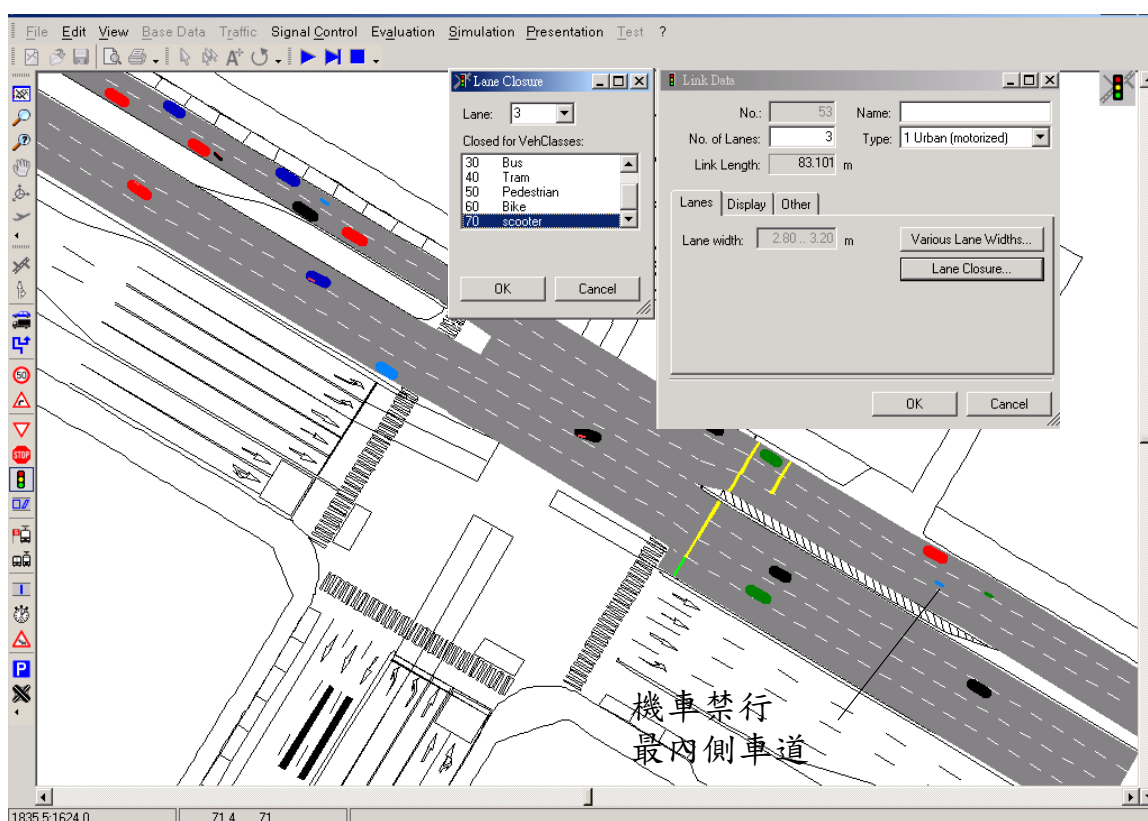 File Edit View Base Data Traffic Signal Control Evaluation Simulation Presentation Test ?
Lane Closure
Lane: 3
Closed for VehClasses:
30 Bus
40 Tram
50 Pedestrian
60 Bike
70 scooter
OK Cancel
Link Data
No.: 53 Name:
No. of Lanes: 3 Type: 1 Urban (motorized)
Link Length: 83.101 m
Lanes Display Other
Lane width: 2.80 .. 3.20 m Various Lane Widths...
Lane Closure...
OK Cancel
50
STOP
P
機車禁行
最內側車道
1835.5:1624.0 71.4 71